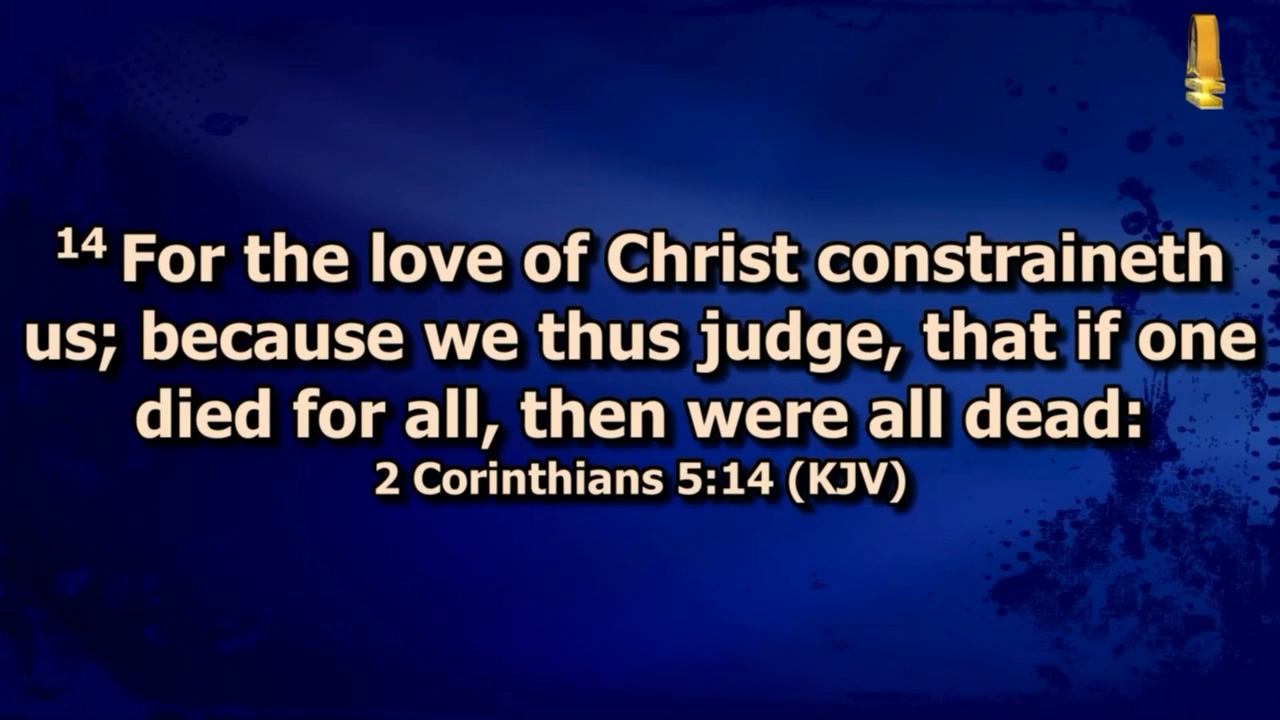 14 For the love of Christ constraineth
us; because we thus judge, that if one
died for all, then were all dead:
2 Corinthians 5:14 (KJV)